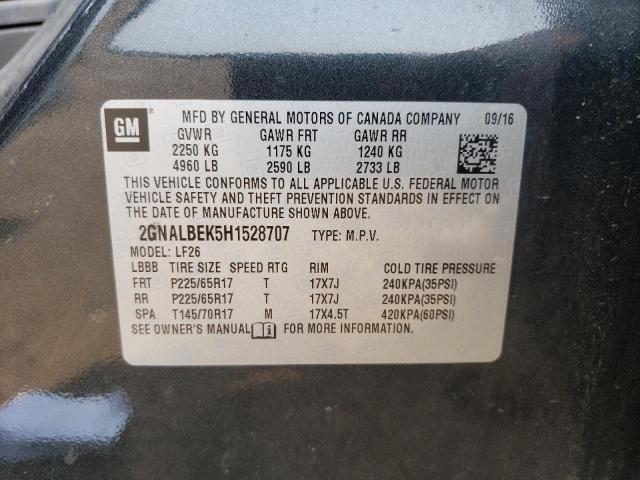 GM
MFD BY GENERAL MOTORS OF CANADA COMPANY 09/16
GVWR GAWR FRT GAWR RR
2250 KG 1175 KG 1240 KG
4960 LB 2590 LB 2733 LB
THIS VEHICLE CONFORMS TO ALL APPLICABLE U.S. FEDERAL MOTOR
VEHICLE SAFETY AND THEFT PREVENTION STANDARDS IN EFFECT ON
THE DATE OF MANUFACTURE SHOWN ABOVE.
2GNALBEK5H1528707 TYPE: M.P.V.
MODEL: LF26
LBBB TIRE SIZE SPEED RTG RIM COLD TIRE PRESSURE
FRT P225/65R17 T 17X7J 240KPA(35PSI)
RR P225/65R17 T 17X7J 240KPA(35PSI)
SPA T145/70R17 M 17X4.5T 420KPA(60PSI)
SEE OWNER'S MANUAL FOR MORE INFORMATION.